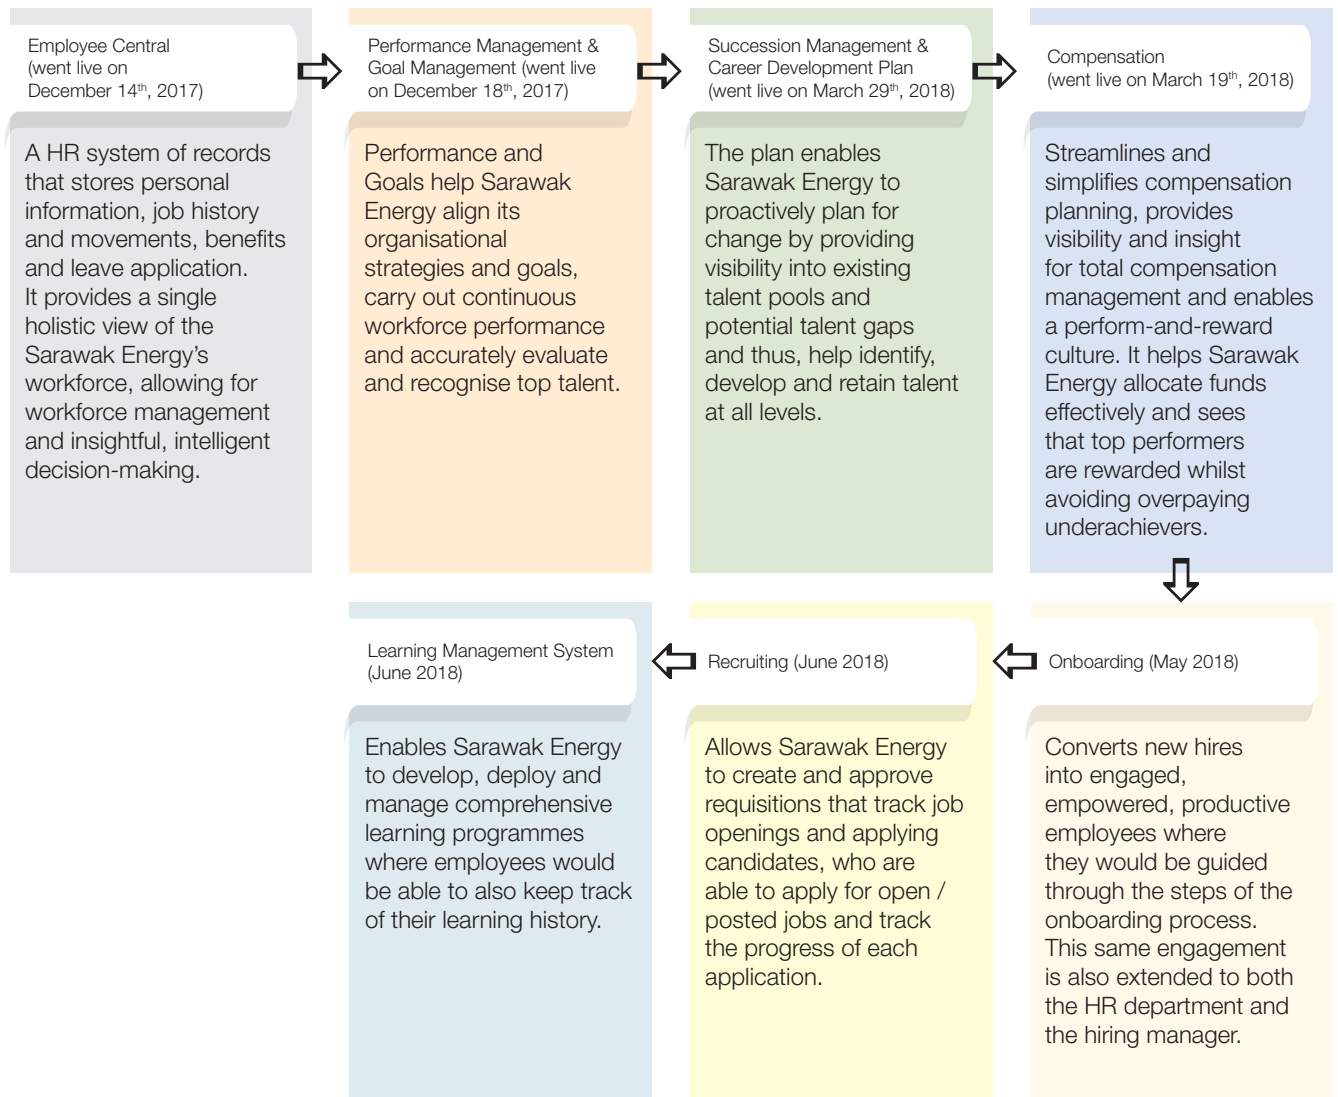 Employee Central
(went live on
December 14th, 2017)
A HR system of records
that stores personal
information, job history
and movements, benefits
and leave application.
It provides a single
holistic view of the
Sarawak Energy’s
workforce, allowing for
workforce management
and insightful, intelligent
decision-making.
Performance Management &
Goal Management (went live
on December 18th, 2017)
Performance and
Goals help Sarawak
Energy align its
organisational
strategies and goals,
carry out continuous
workforce performance
and accurately evaluate
and recognise top talent.
Succession Management &
Career Development Plan
(went live on March 29th, 2018)
The plan enables
Sarawak Energy to
proactively plan for
change by providing
visibility into existing
talent pools and
potential talent gaps
and thus, help identify,
develop and retain talent
at all levels.
Compensation
(went live on March 19th, 2018)
Streamlines and
simplifies compensation
planning, provides
visibility and insight
for total compensation
management and enables
a perform-and-reward
culture. It helps Sarawak
Energy allocate funds
effectively and sees
that top performers
are rewarded whilst
avoiding overpaying
underachievers.
Onboarding (May 2018)
Converts new hires
into engaged,
empowered, productive
employees where
they would be guided
through the steps of the
onboarding process.
This same engagement
is also extended to both
the HR department and
the hiring manager.
Recruiting (June 2018)
Allows Sarawak Energy
to create and approve
requisitions that track job
openings and applying
candidates, who are
able to apply for open /
posted jobs and track
the progress of each
application.
Learning Management System
(June 2018)
Enables Sarawak Energy
to develop, deploy and
manage comprehensive
learning programmes
where employees would
be able to also keep track
of their learning history.